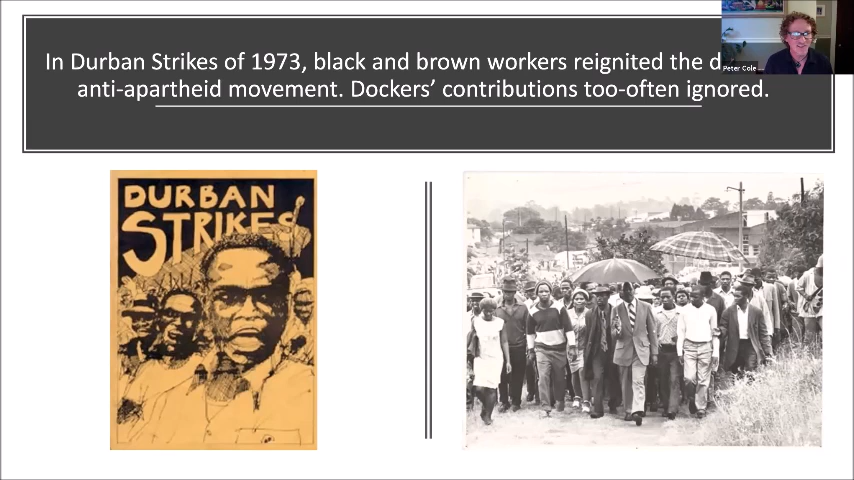 In Durban Strikes of 1973, black and brown workers reignited the
anti-apartheid movement. Dockers’ contributions too-often ignored.
Peter Cole
DURBAN
STRIKES